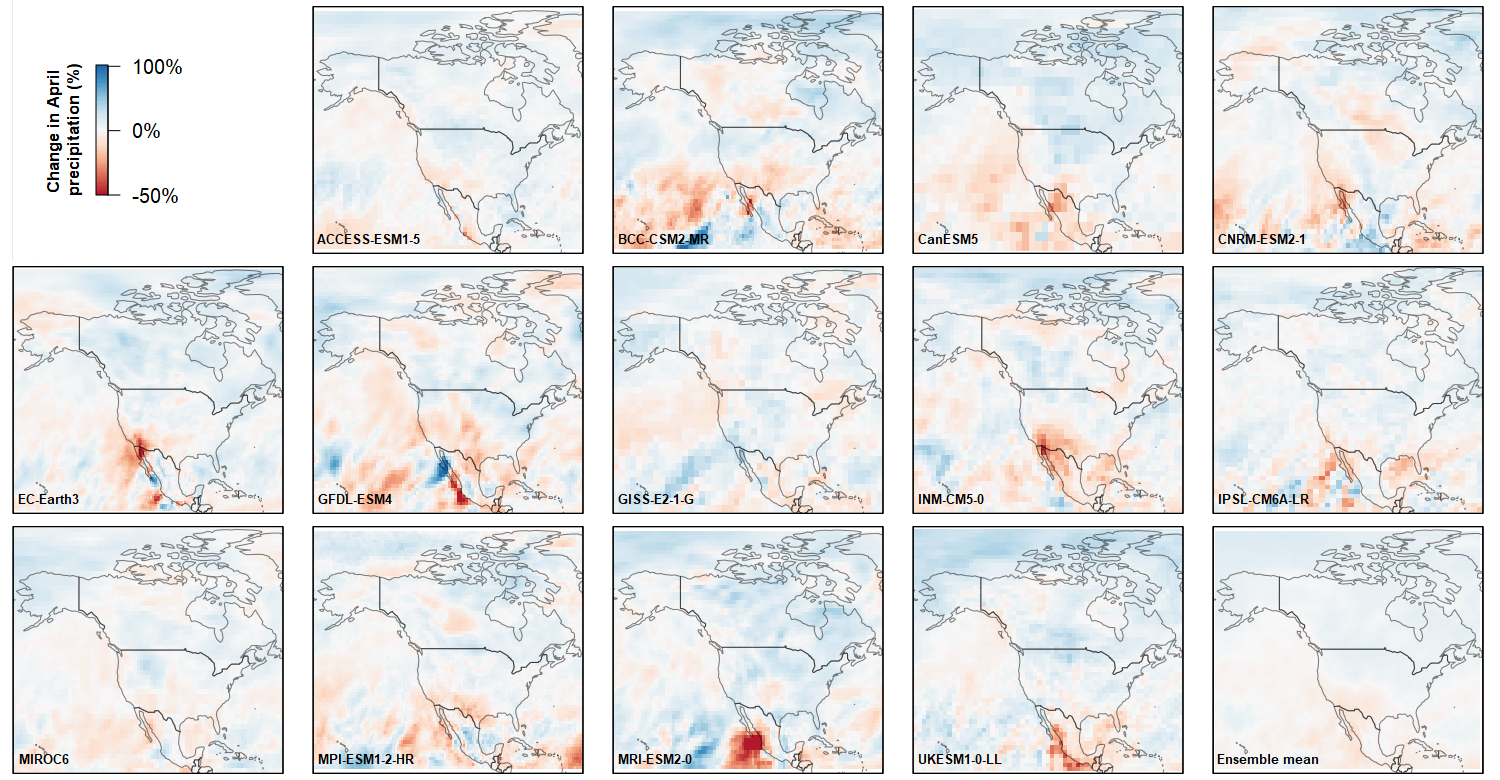 Change in April
precipitation (%)
100%
0%
-50%
ACCESS-ESM1-5
BCC-CSM2-MR
CanESM5
CNRM-ESM2-1
EC-Earth3
GFDL-ESM4
GISS-E2-1-G
INM-CM5-0
IPSL-CM6A-LR
MIROC6
MPI-ESM1-2-HR
MRI-ESM2-0
UKESM1-0-LL
Ensemble mean